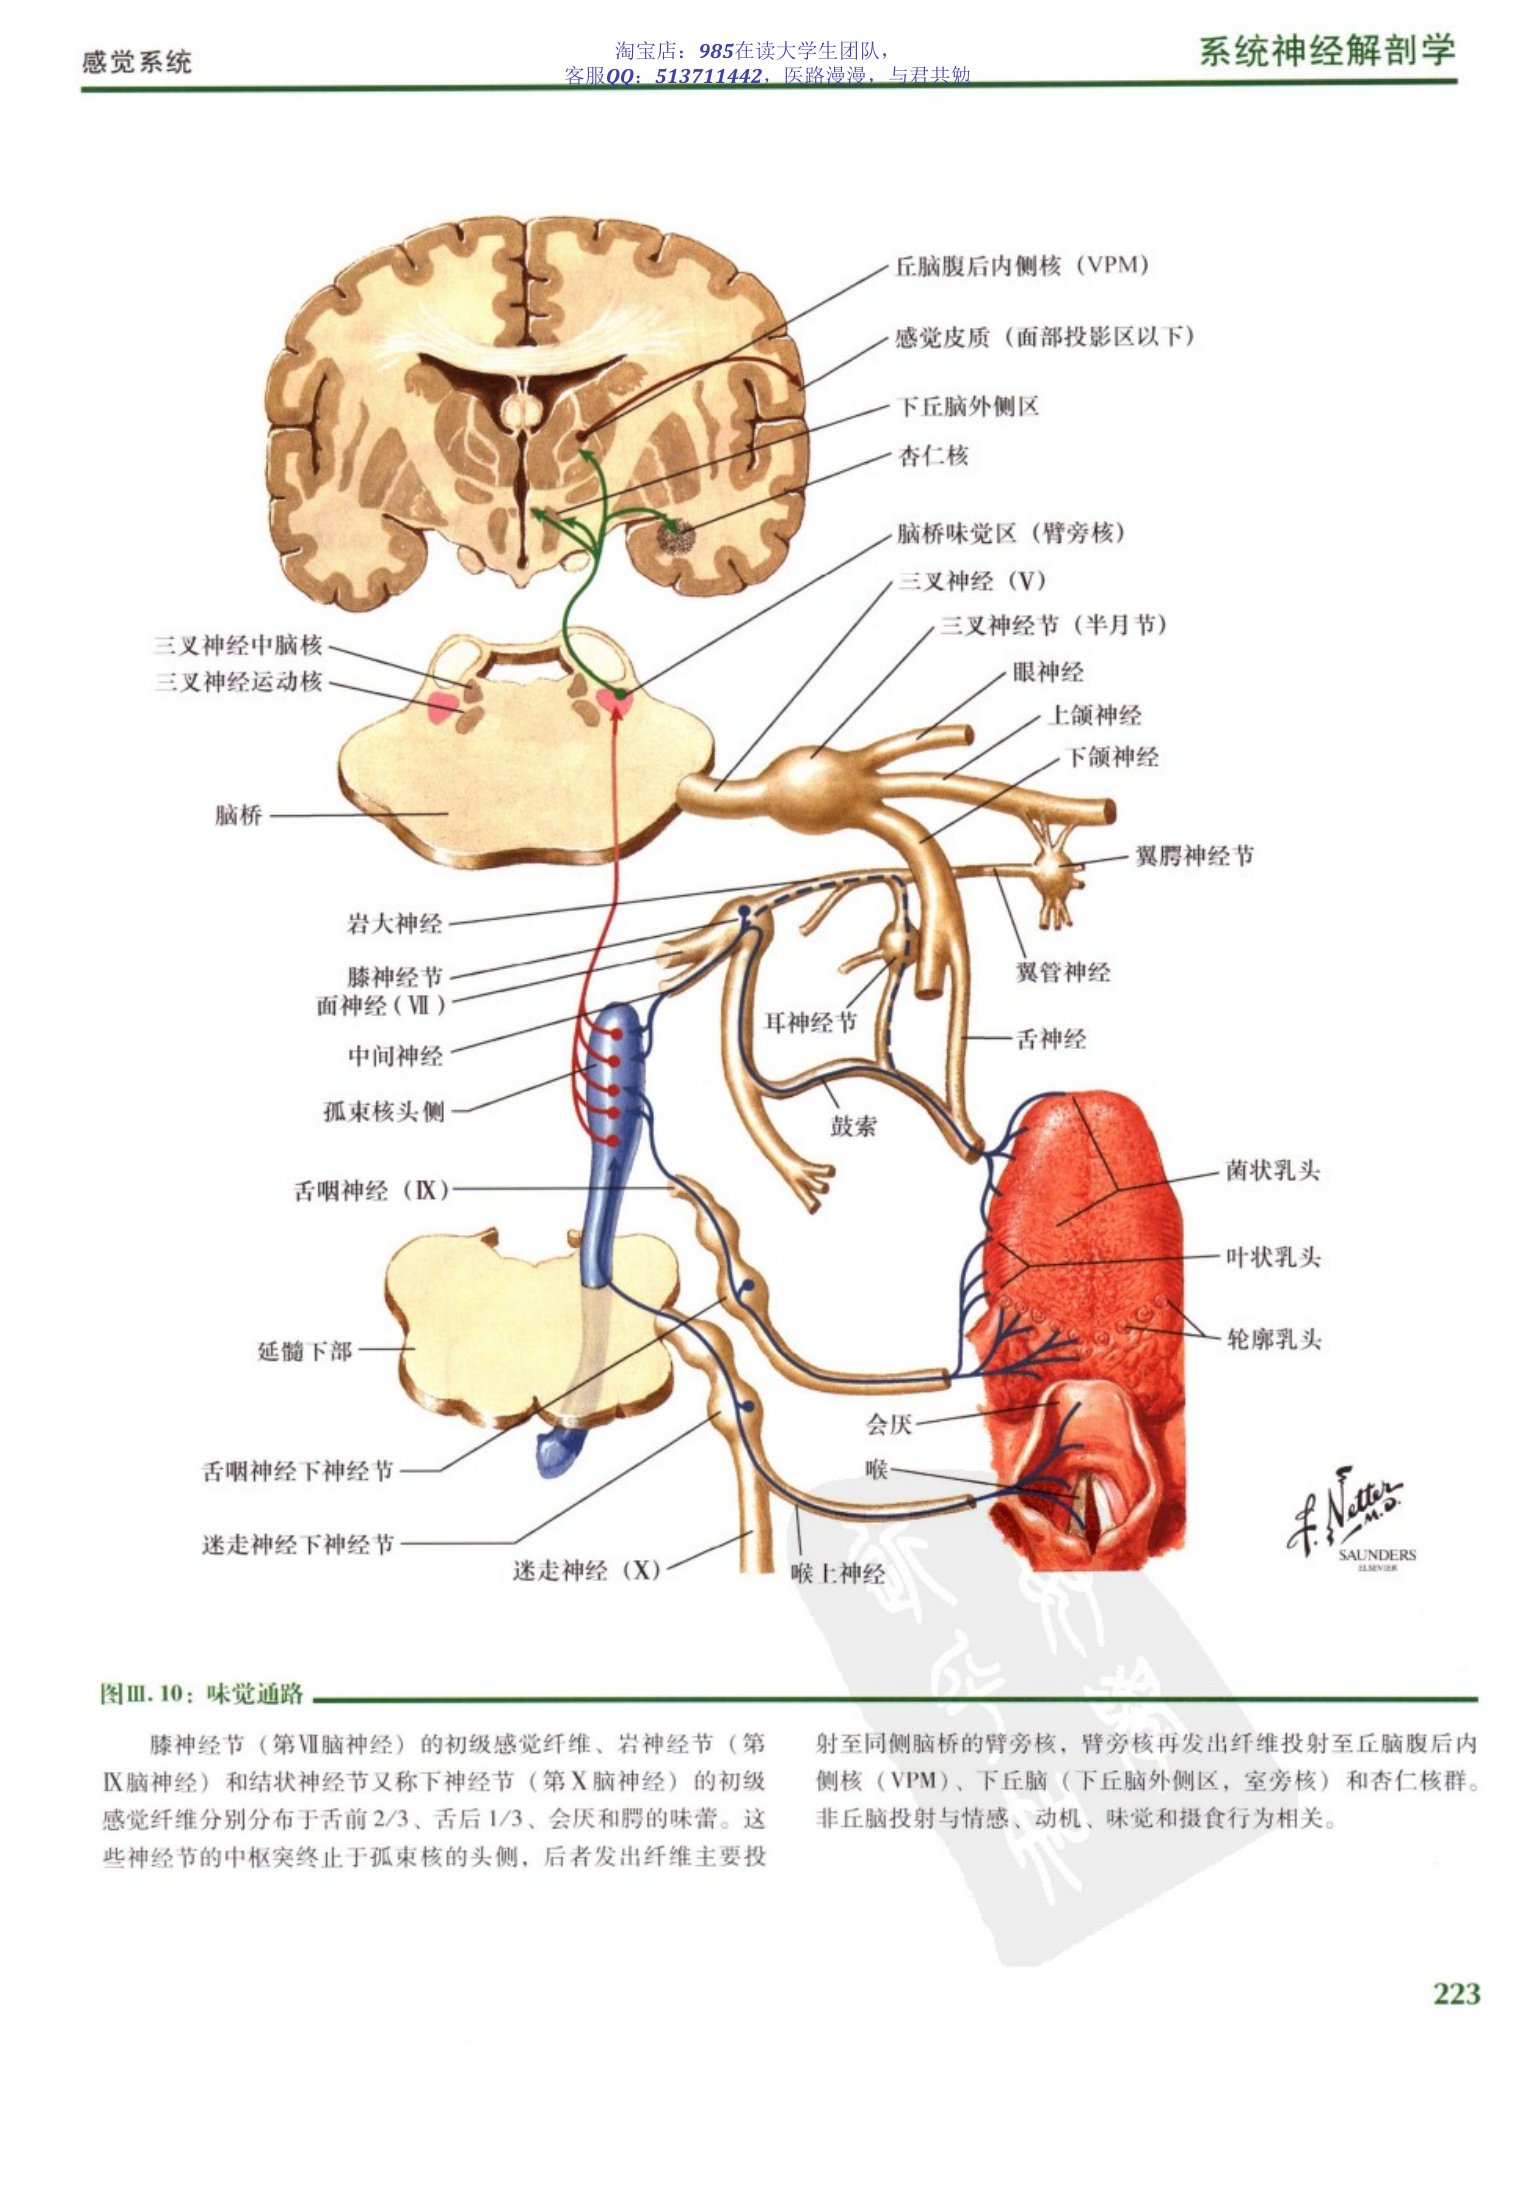 感觉系统
淘宝店：985在读大学生团队，
客服QQ：513711442，医路漫漫，与君共勉
系统神经解剖学
丘脑腹后内侧核（VPM）
感觉皮质（面部投影区以下）
下丘脑外侧区
杏仁核
脑桥味觉区（臂旁核）
三叉神经（V）
三叉神经节（半月节）
眼神经
上颌神经
下颌神经
三叉神经中脑核
三叉神经运动核
脑桥
翼腭神经节
岩大神经
膝神经节
面神经（Ⅶ）
中间神经
孤束核头侧
翼管神经
耳神经节
舌神经
鼓索
舌咽神经（Ⅸ）
菌状乳头
叶状乳头
轮廓乳头
延髓下部
会厌
喉
舌咽神经下神经节
迷走神经下神经节
迷走神经（X）
喉上神经
F. Netter M.D.
SAUNDERS
ELSEVIER
图Ⅲ.10：味觉通路
膝神经节（第Ⅶ脑神经）的初级感觉纤维、岩神经节（第
Ⅸ脑神经）和结状神经节又称下神经节（第Ⅹ脑神经）的初级
感觉纤维分别分布于舌前 2/3、舌后 1/3、会厌和腭的味蕾。这
些神经节的中枢突终止于孤束核的头侧，后者发出纤维主要投
射至同侧脑桥的臂旁核，臂旁核再发出纤维投射至丘脑腹后内
侧核（VPM）、下丘脑（下丘脑外侧区，室旁核）和杏仁核群。
非丘脑投射与情感、动机、味觉和摄食行为相关。
223